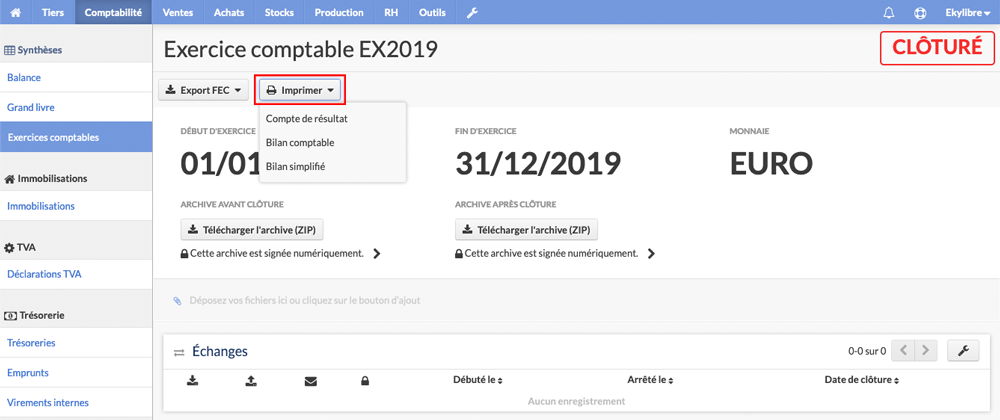 Tiers Comptabilité Ventes Achats Stocks Production RH Outils Ekylibre
Synthèses
Balance
Grand livre
Exercices comptables
Immobilisations
Immobilisations
TVA
Déclarations TVA
Trésorerie
Trésoreries
Emprunts
Virements internes
Exercice comptable EX2019
CLÔTURÉ
Export FEC Imprimer
Compte de résultat
Bilan comptable
Bilan simplifié
DÉBUT D'EXERCICE FIN D'EXERCICE MONNAIE
01/01 31/12/2019 EURO
ARCHIVE AVANT CLÔTURE ARCHIVE APRÈS CLÔTURE
Télécharger l'archive (ZIP) Télécharger l'archive (ZIP)
Cette archive est signée numériquement. Cette archive est signée numériquement.
Déposez vos fichiers ici ou cliquez sur le bouton d'ajout
Échanges 0-0 sur 0
Débuté le Arrêté le Date de clôture
Aucun enregistrement